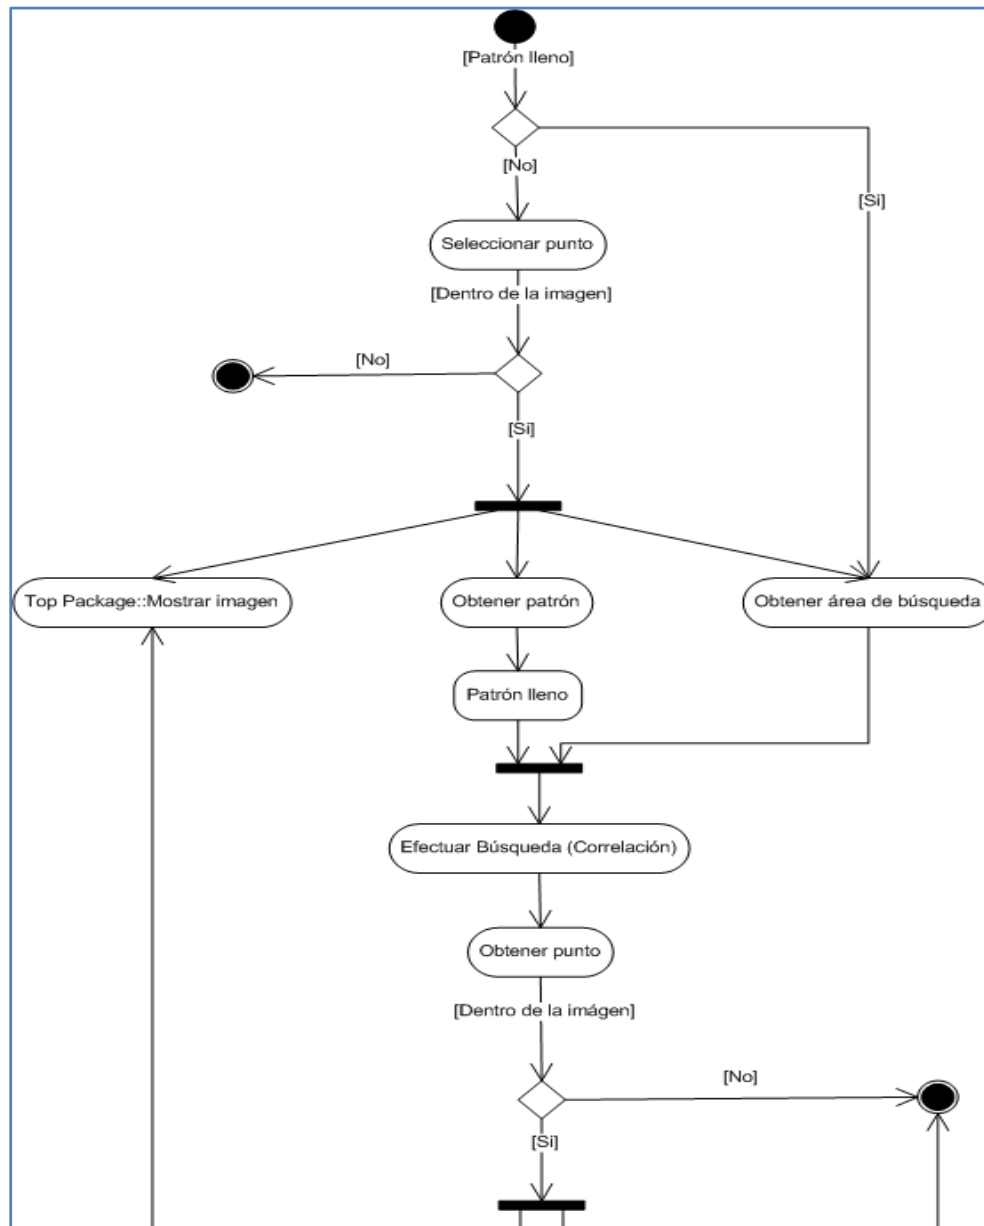 [Patrón lleno]
[No]
[Si]
Seleccionar punto
[Dentro de la imagen]
[No]
[Si]
Top Package::Mostrar imagen
Obtener patrón
Obtener área de búsqueda
Patrón lleno
Efectuar Búsqueda (Correlación)
Obtener punto
[Dentro de la imágen]
[No]
[Si]